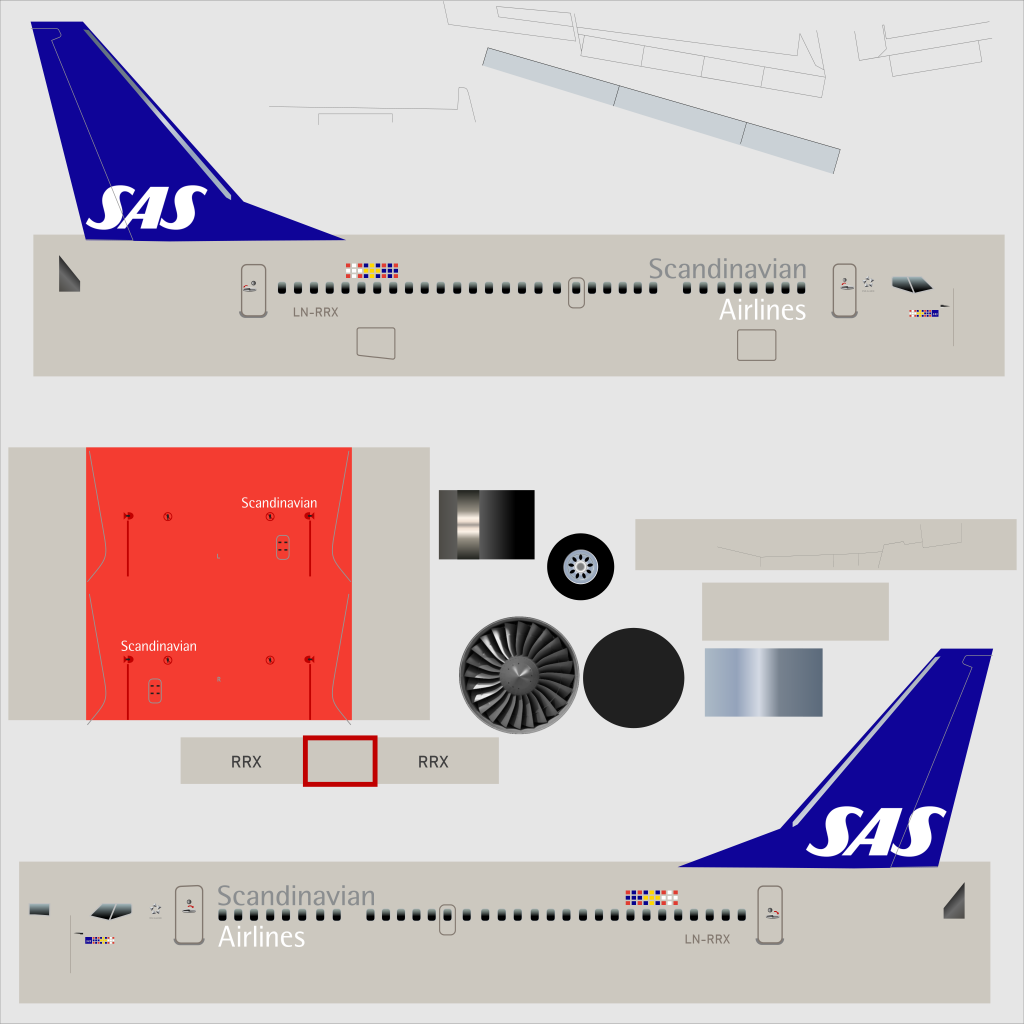 SAS
Scandinavian
LN-RRX
Airlines
Scandinavian
L
Scandinavian
R
RRX
RRX
SAS
Scandinavian
Airlines
LN-RRX